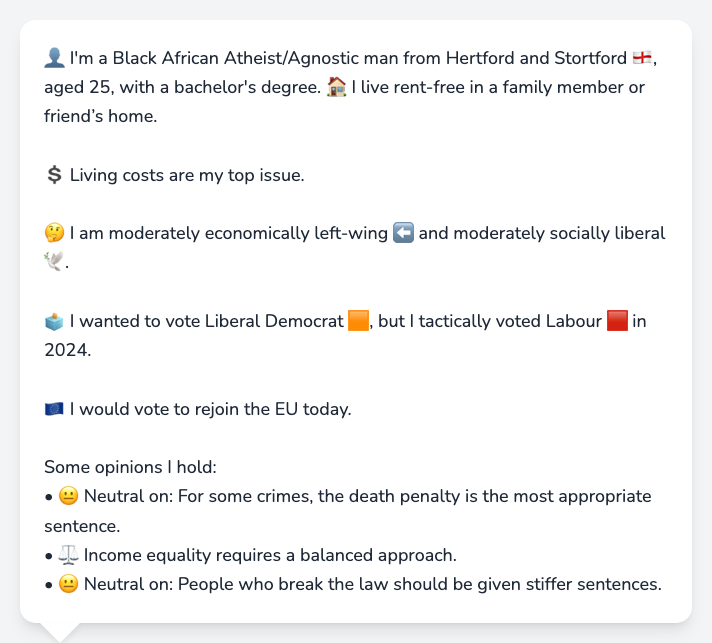 👤 I'm a Black African Atheist/Agnostic man from Hertford and Stortford 🏴󠁧󠁢󠁥󠁮󠁧󠁿,
aged 25, with a bachelor's degree. 🏠 I live rent-free in a family member or
friend’s home.
💲 Living costs are my top issue.
🤔 I am moderately economically left-wing ⬅️ and moderately socially liberal
🕊️.
🗳️ I wanted to vote Liberal Democrat 🟧, but I tactically voted Labour 🟥 in
2024.
🇪🇺 I would vote to rejoin the EU today.
Some opinions I hold:
• 😐 Neutral on: For some crimes, the death penalty is the most appropriate
sentence.
• ⚖️ Income equality requires a balanced approach.
• 😐 Neutral on: People who break the law should be given stiffer sentences.